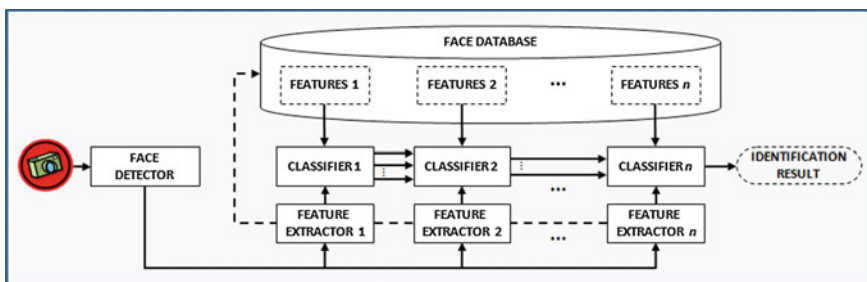 FACE DATABASE
FEATURES 1
FEATURES 2
...
FEATURES n
FACE
DETECTOR
CLASSIFIER 1
CLASSIFIER 2
...
CLASSIFIER n
IDENTIFICATION
RESULT
FEATURE
EXTRACTOR 1
FEATURE
EXTRACTOR 2
...
FEATURE
EXTRACTOR n